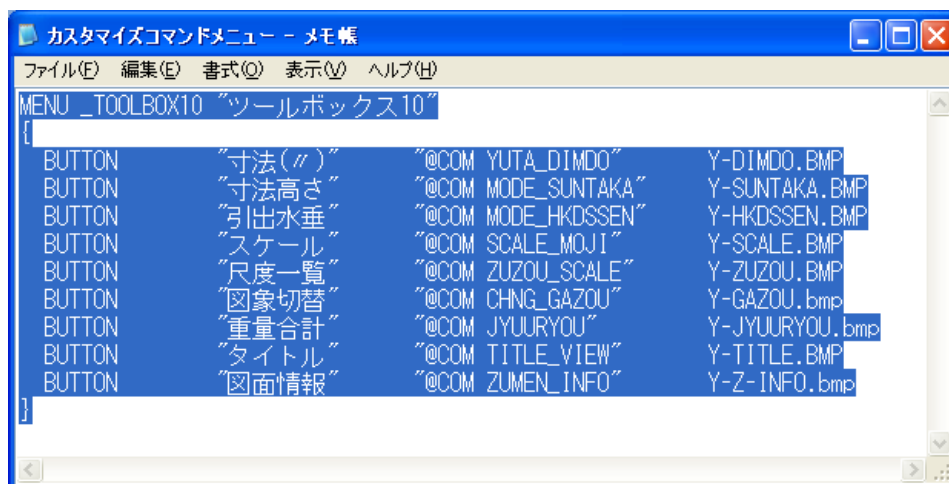 カスタマイズコマンドメニュー - メモ帳
ファイル(F) 編集(E) 書式(O) 表示(V) ヘルプ(H)
MENU _TOOLBOX10 "ツールボックス10"
{
BUTTON "寸法(〃)" "@COM YUTA_DIMDO" Y-DIMDO.BMP
BUTTON "寸法高さ" "@COM MODE_SUNTAKA" Y-SUNTAKA.BMP
BUTTON "引出水垂" "@COM MODE_HKDSSEN" Y-HKDSSEN.BMP
BUTTON "スケール" "@COM SCALE_MOJI" Y-SCALE.BMP
BUTTON "尺度一覧" "@COM ZUZOU_SCALE" Y-ZUZOU.BMP
BUTTON "図象切替" "@COM CHNG_GAZOU" Y-GAZOU.bmp
BUTTON "重量合計" "@COM JYUURYOU" Y-JYUURYOU.bmp
BUTTON "タイトル" "@COM TITLE_VIEW" Y-TITLE.BMP
BUTTON "図面情報" "@COM ZUMEN_INFO" Y-Z-INFO.bmp
}